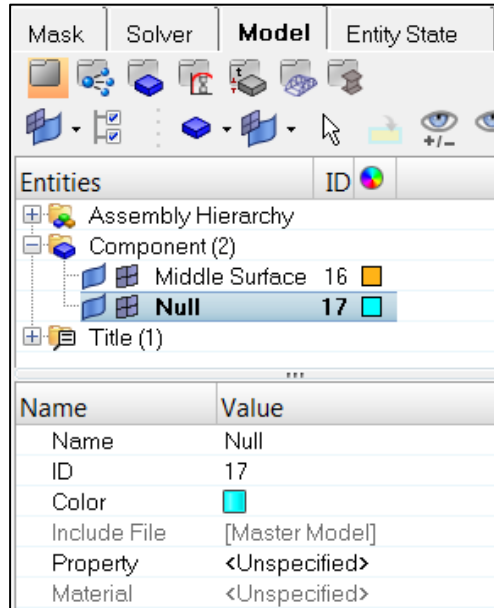 Mask Solver Model Entity State
+/-
Entities ID
Assembly Hierarchy
Component (2)
Middle Surface 16
Null 17
Title (1)
Name Value
Name Null
ID 17
Color
Include File [Master Model]
Property <Unspecified>
Material <Unspecified>